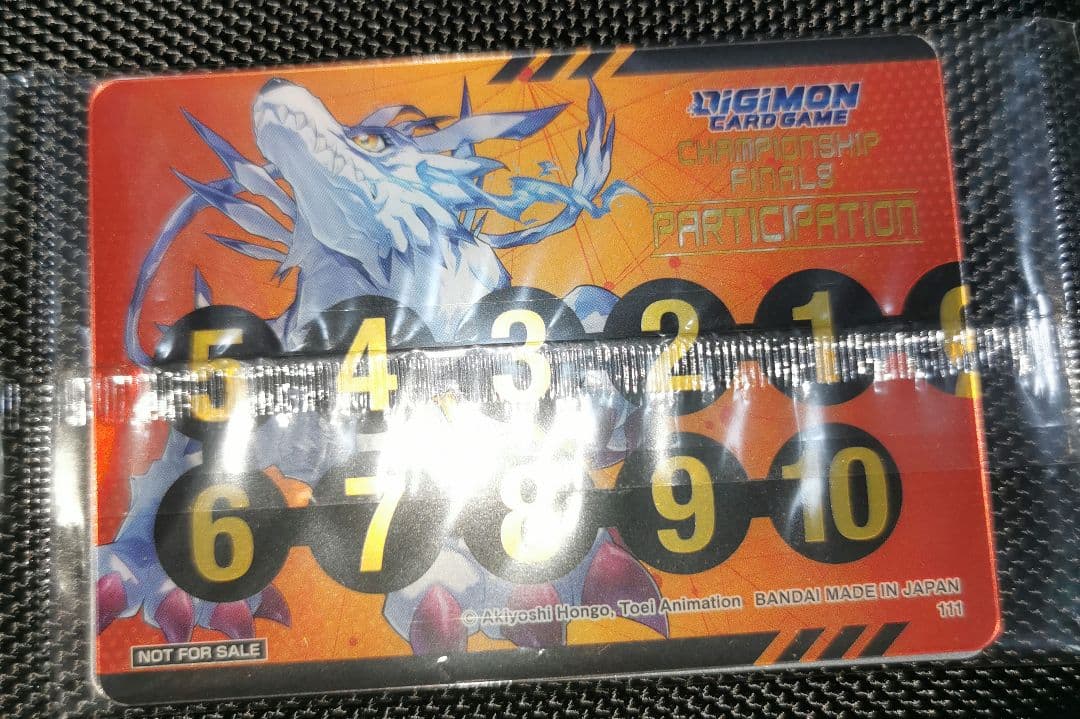 DIGIMON
CARD GAME
CHAMPIONSHIP
FINALS
PARTICIPATION
5 4 3 2 1
6 7 8 9 10
© Akiyoshi Hongo, Toei Animation BANDAI MADE IN JAPAN
111
NOT FOR SALE